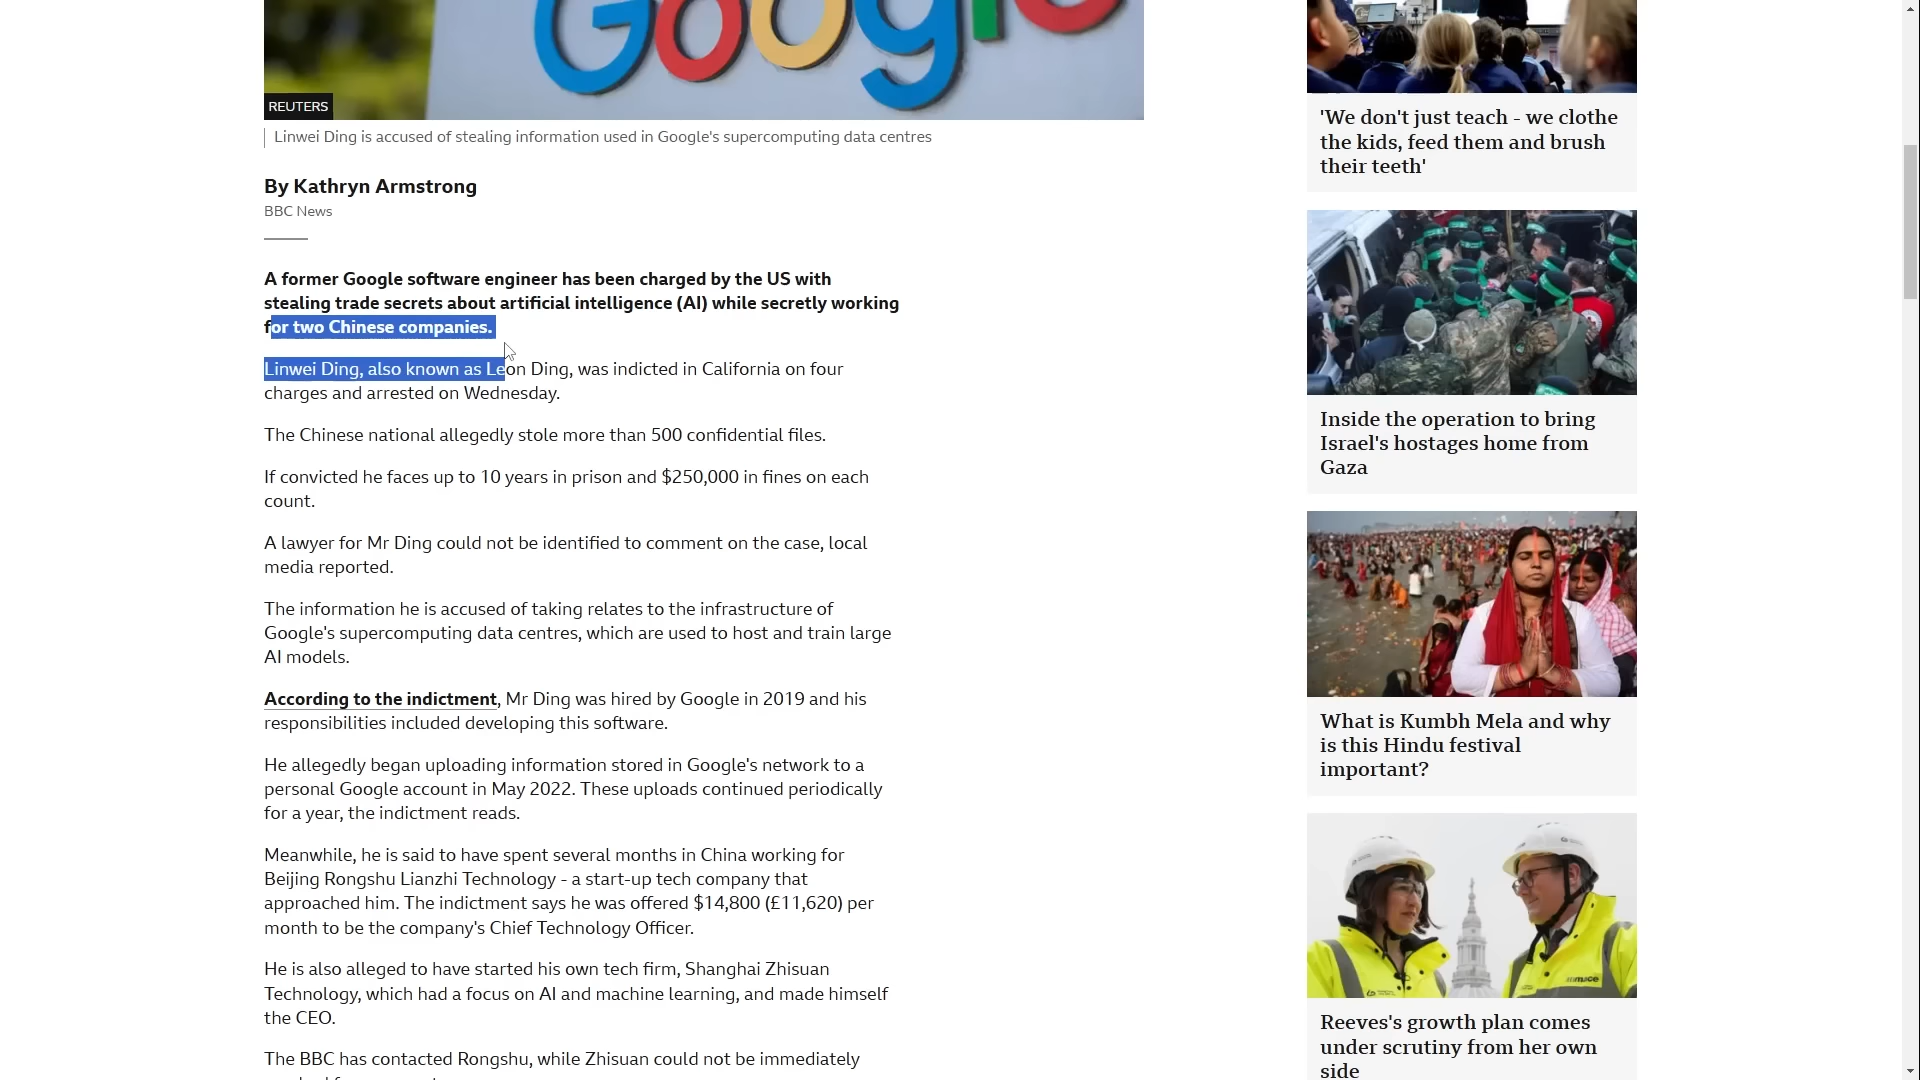 Google
REUTERS
Linwei Ding is accused of stealing information used in Google's supercomputing data centres
By Kathryn Armstrong
BBC News
A former Google software engineer has been charged by the US with
stealing trade secrets about artificial intelligence (AI) while secretly working
for two Chinese companies.
Linwei Ding, also known as Leon Ding, was indicted in California on four
charges and arrested on Wednesday.
The Chinese national allegedly stole more than 500 confidential files.
If convicted he faces up to 10 years in prison and $250,000 in fines on each
count.
A lawyer for Mr Ding could not be identified to comment on the case, local
media reported.
The information he is accused of taking relates to the infrastructure of
Google's supercomputing data centres, which are used to host and train large
AI models.
According to the indictment, Mr Ding was hired by Google in 2019 and his
responsibilities included developing this software.
He allegedly began uploading information stored in Google's network to a
personal Google account in May 2022. These uploads continued periodically
for a year, the indictment reads.
Meanwhile, he is said to have spent several months in China working for
Beijing Rongshu Lianzhi Technology - a start-up tech company that
approached him. The indictment says he was offered $14,800 (£11,620) per
month to be the company's Chief Technology Officer.
He is also alleged to have started his own tech firm, Shanghai Zhisuan
Technology, which had a focus on AI and machine learning, and made himself
the CEO.
The BBC has contacted Rongshu, while Zhisuan could not be immediately
'We don't just teach - we clothe
the kids, feed them and brush
their teeth'
Inside the operation to bring
Israel's hostages home from
Gaza
What is Kumbh Mela and why
is this Hindu festival
important?
Reeves's growth plan comes
under scrutiny from her own
side